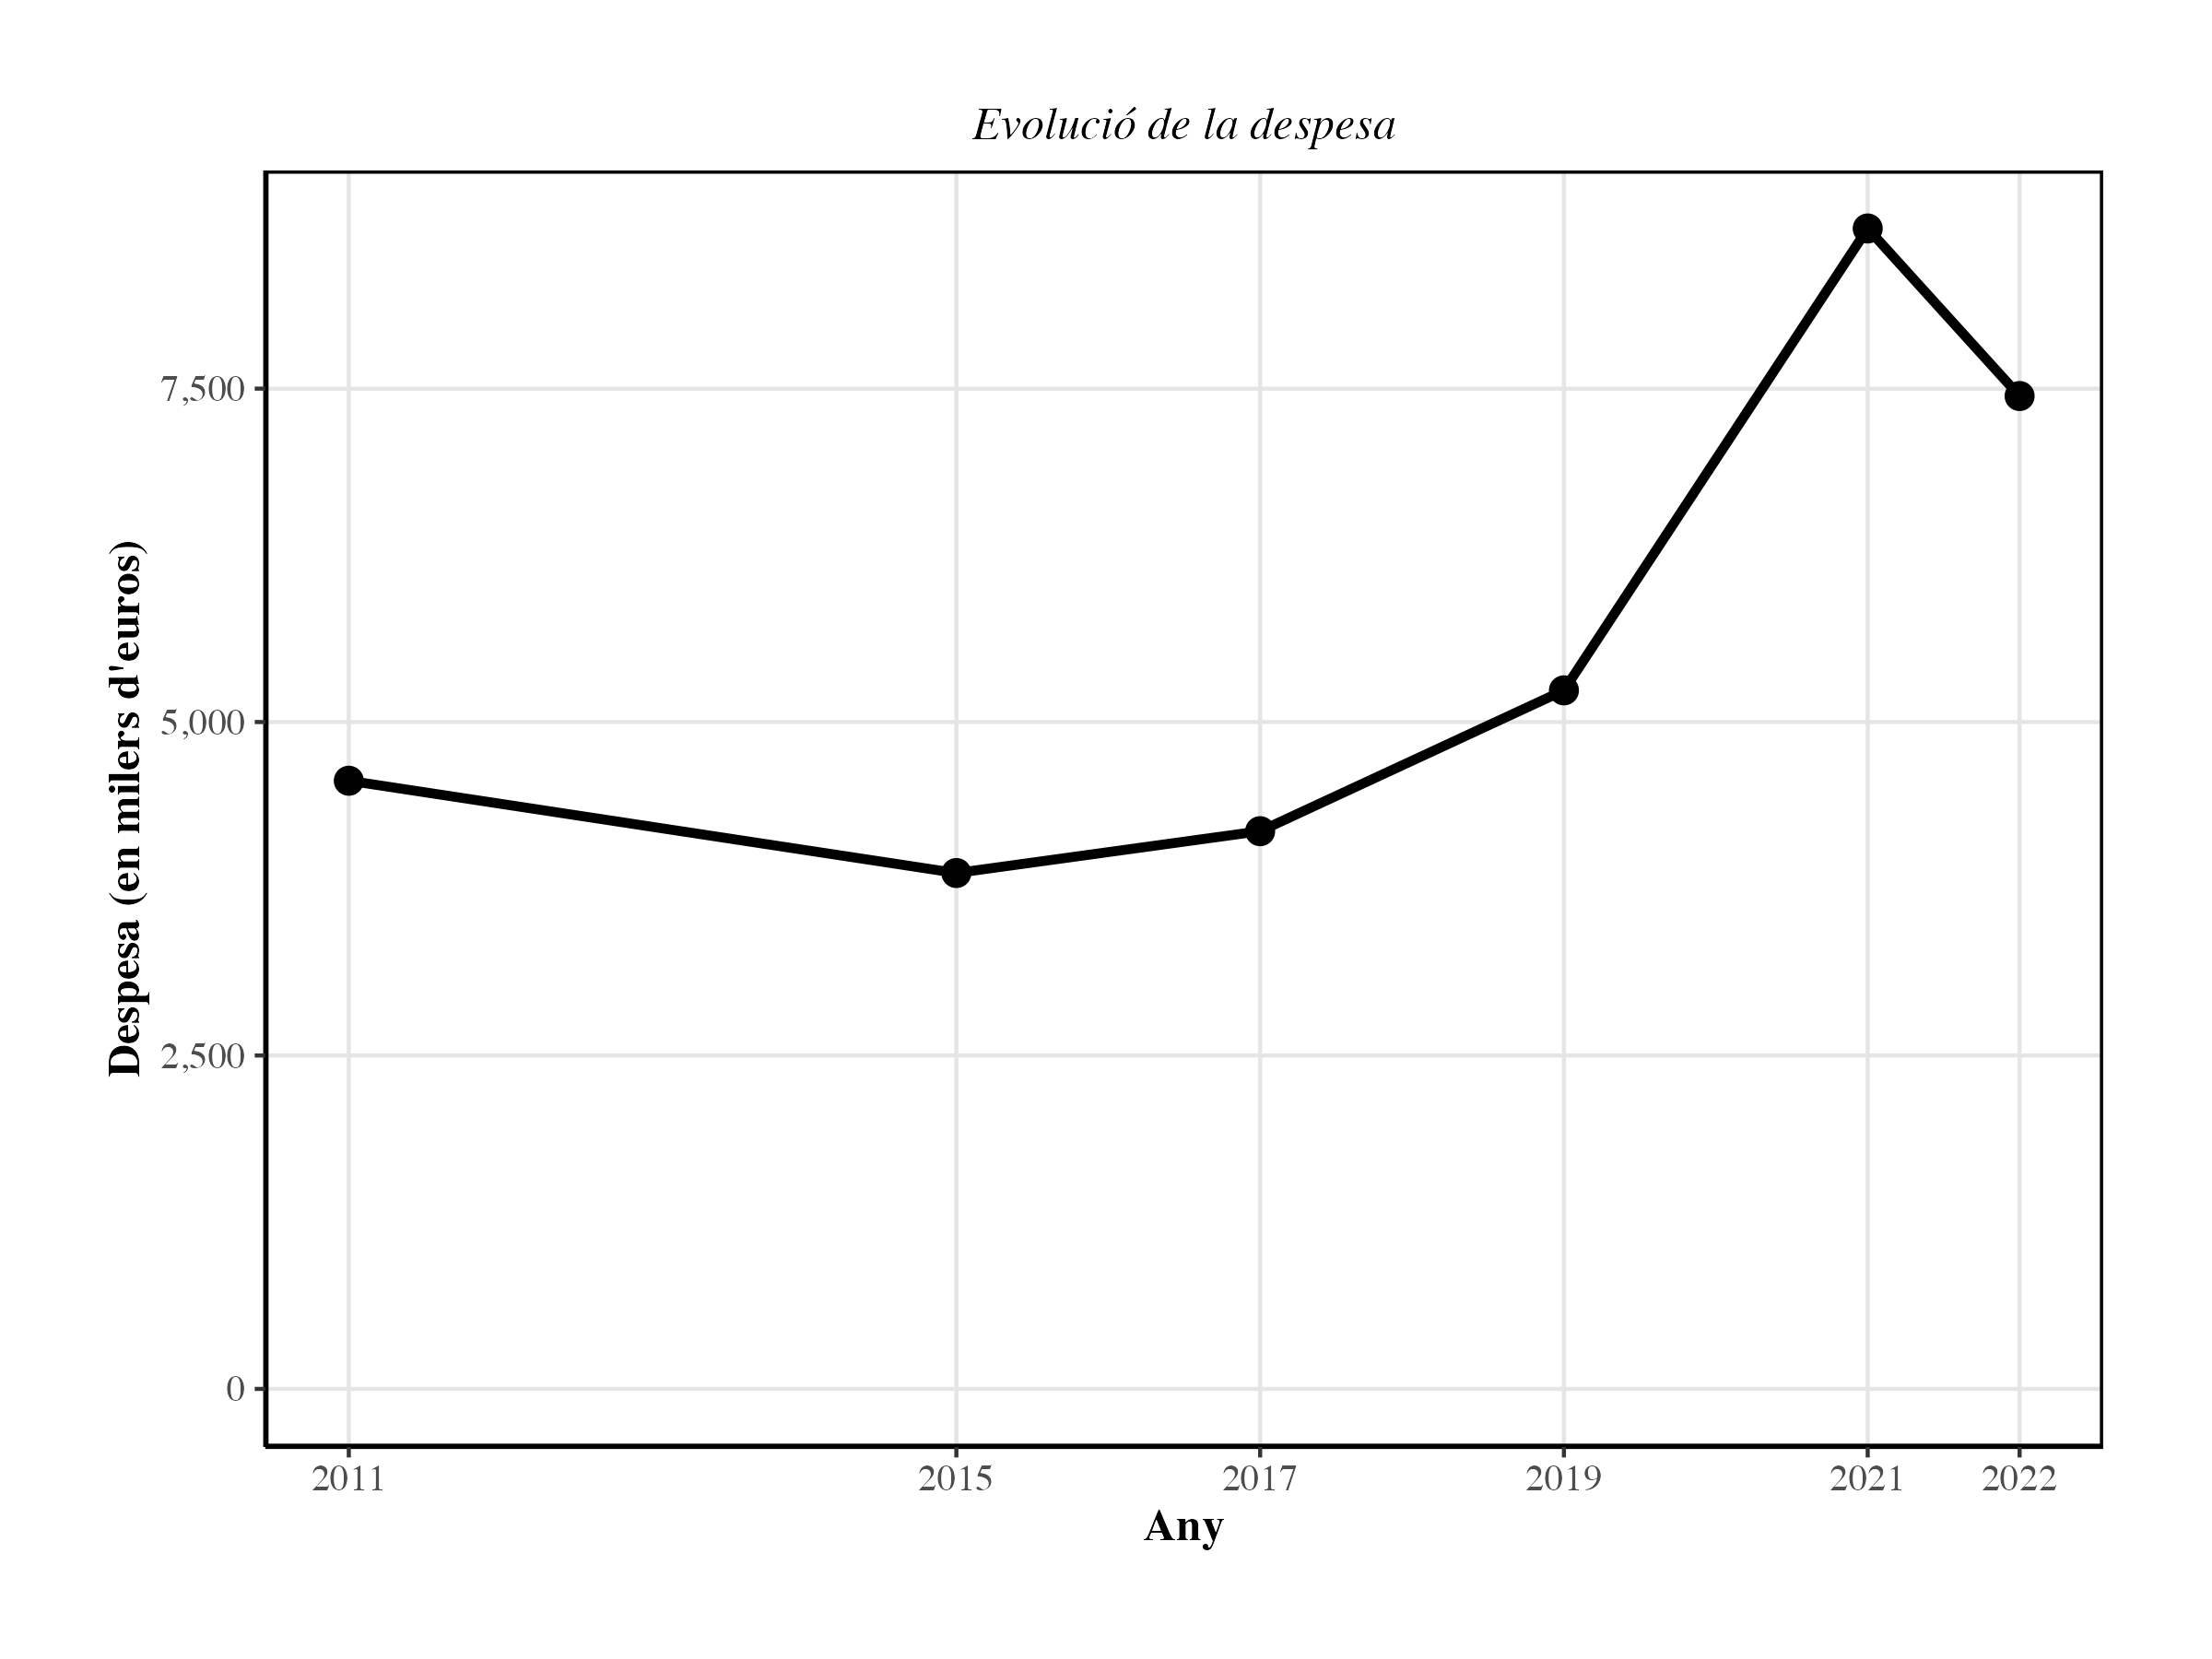 Evolució de la despesa
Despesa (en milers d'euros)
7,500
5,000
2,500
0
2011 2015 2017 2019 2021 2022
Any